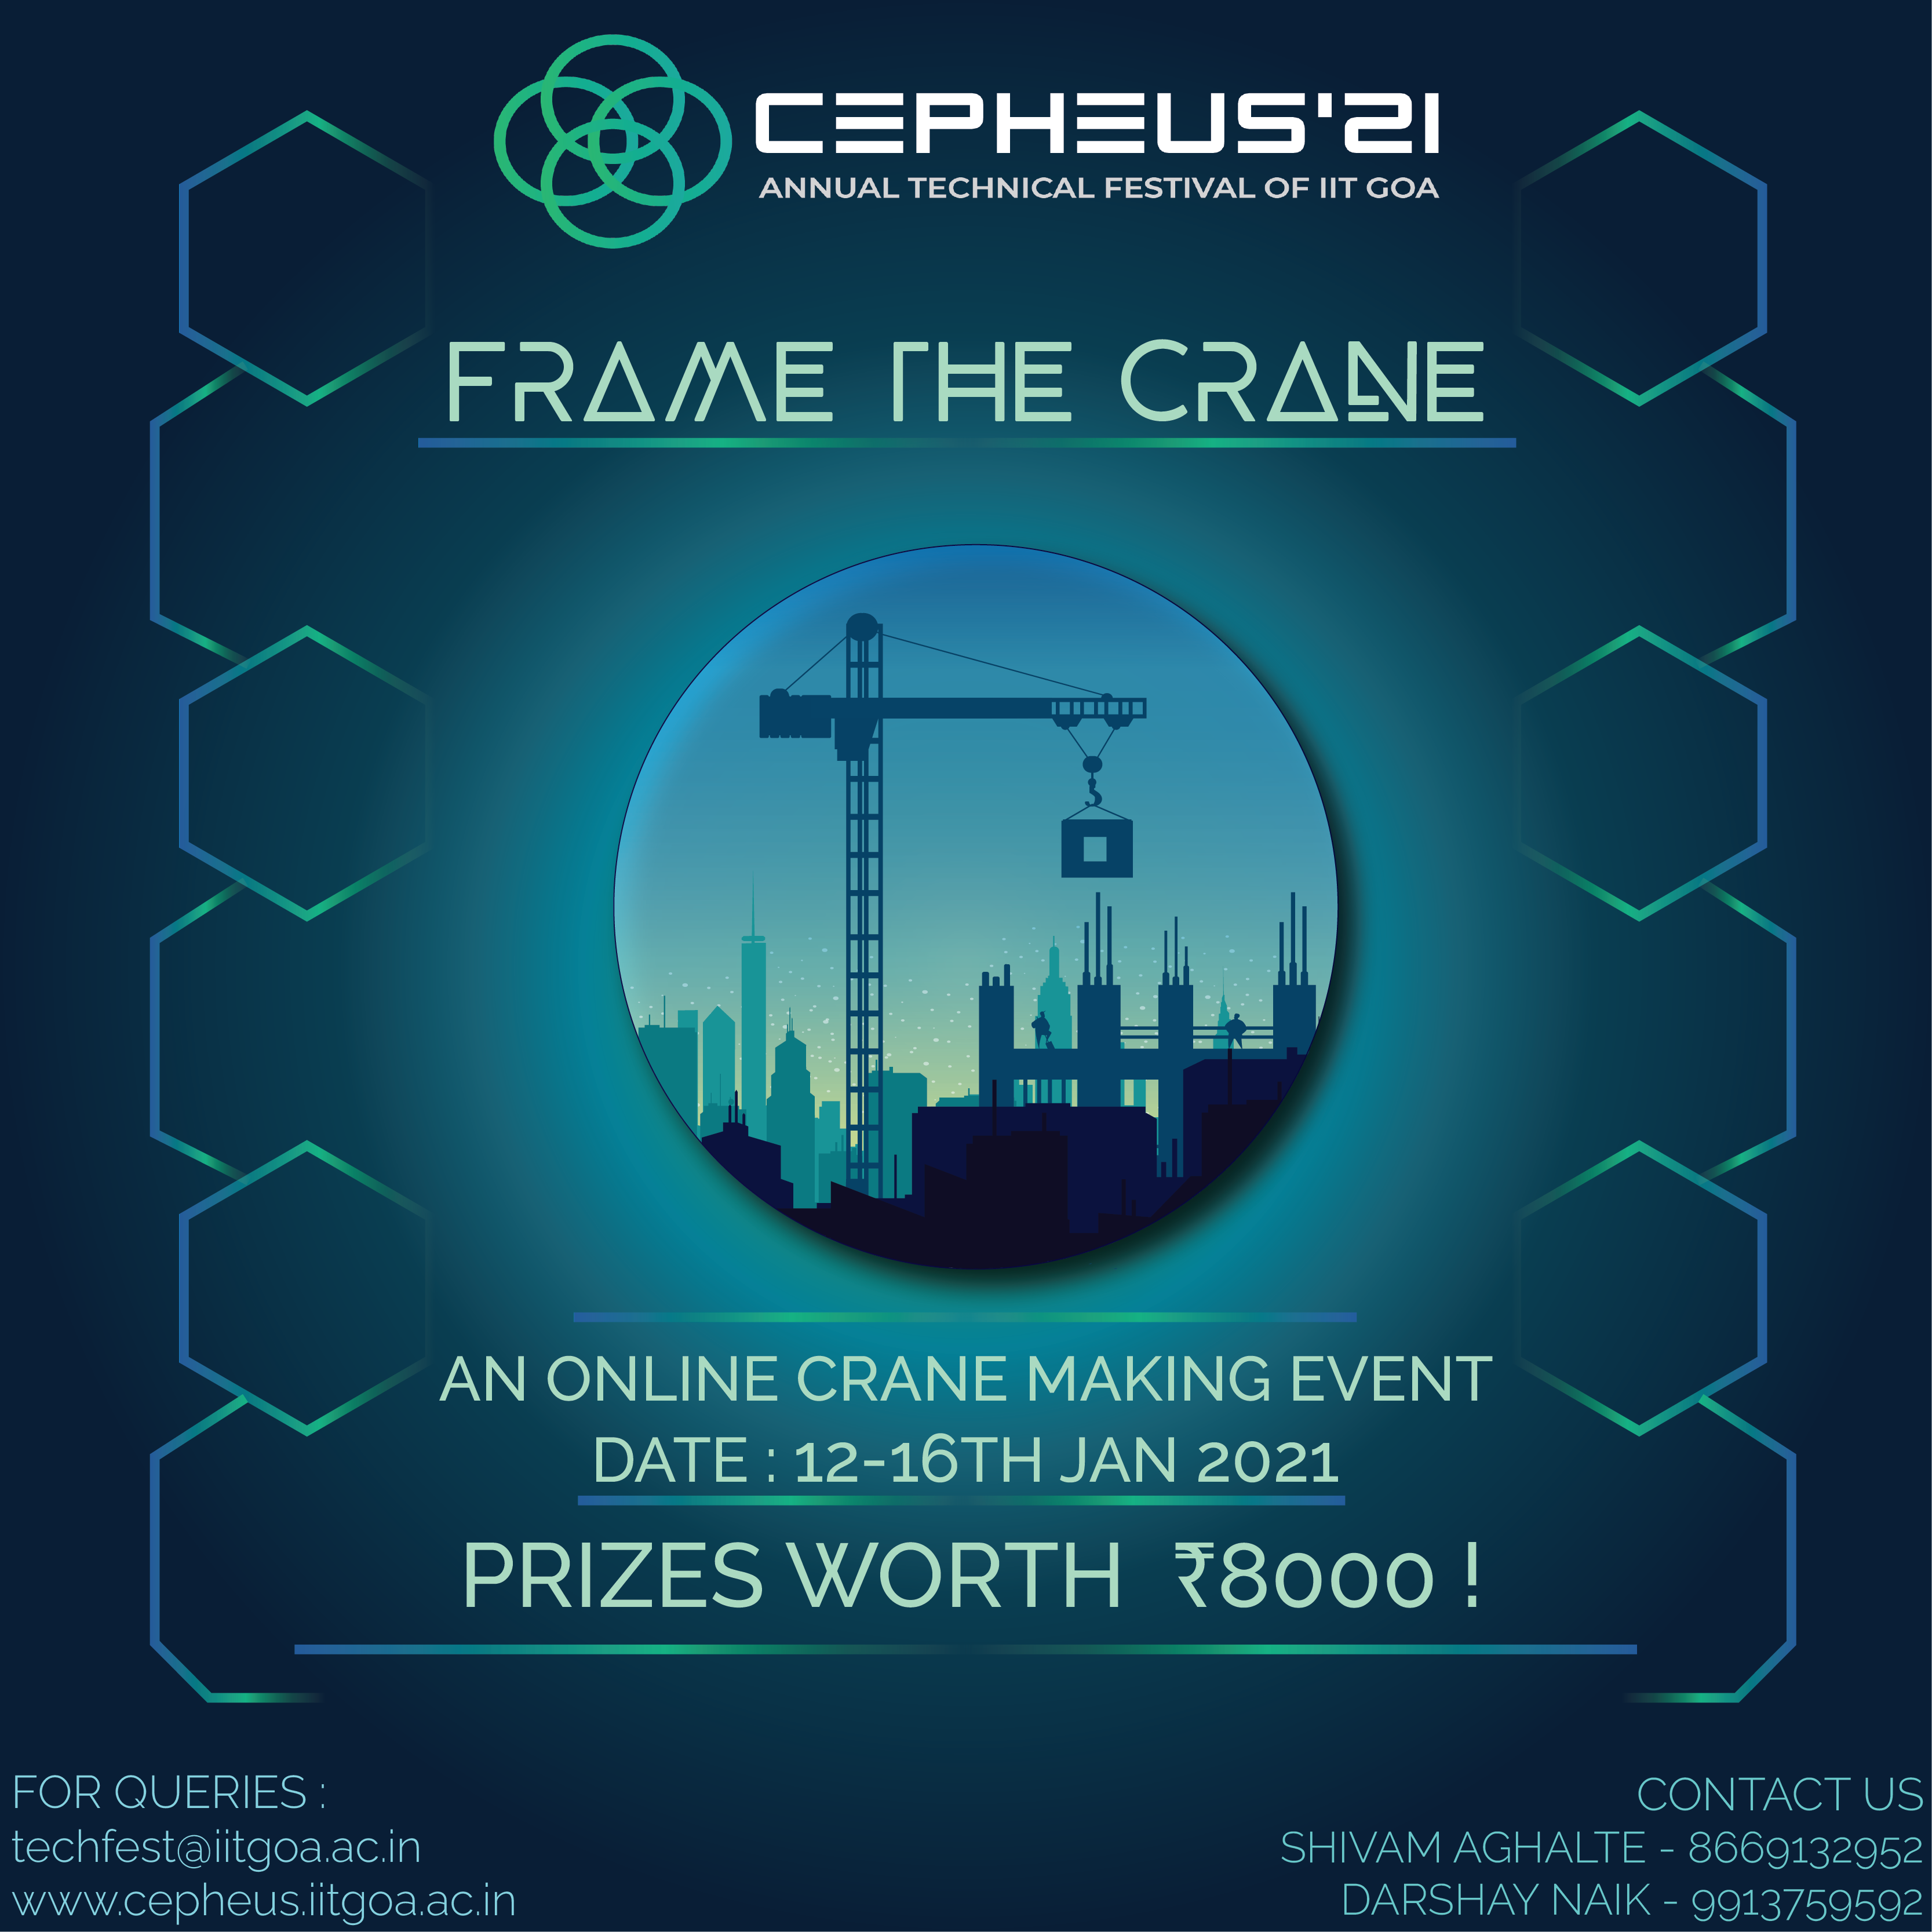 CEPHEUS'21
ANNUAL TECHNICAL FESTIVAL OF IIT GOA
FRAME THE CRANE
AN ONLINE CRANE MAKING EVENT
DATE : 12-16TH JAN 2021
PRIZES WORTH ₹8000 !
FOR QUERIES :
techfest@iitgoa.ac.in
www.cepheus.iitgoa.ac.in
CONTACT US
SHIVAM AGHALTE - 8669132952
DARSHAY NAIK - 9913759592